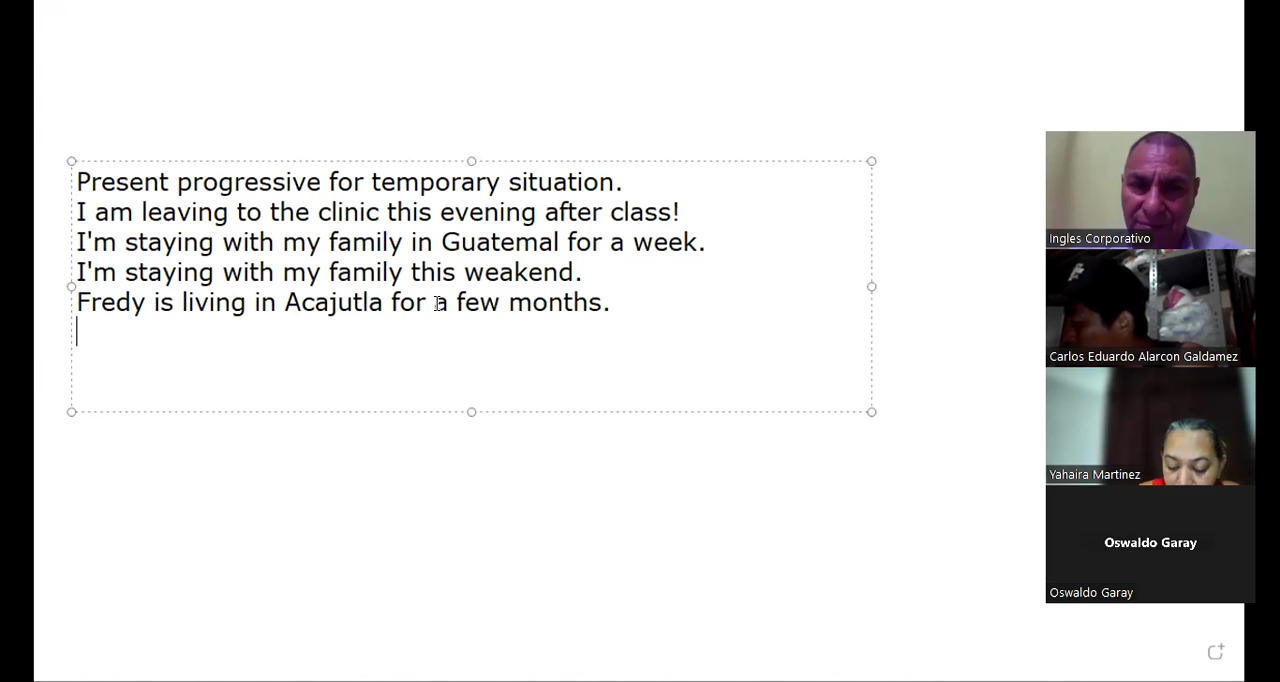 Present progressive for temporary situation.
I am leaving to the clinic this evening after class!
I'm staying with my family in Guatemal for a week.
I'm staying with my family this weakend.
Fredy is living in Acajutla for a few months.
Ingles Corporativo
Carlos Eduardo Alarcon Galdamez
Yahaira Martinez
Oswaldo Garay
Oswaldo Garay